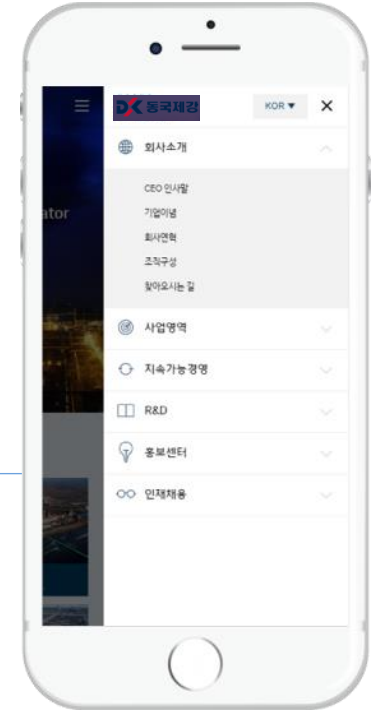 동국제강
KOR ▼
회사소개
CEO 인사말
기업이념
회사연혁
조직구성
찾아오시는 길
ator
사업영역
지속가능경영
R&D
홍보센터
인재채용